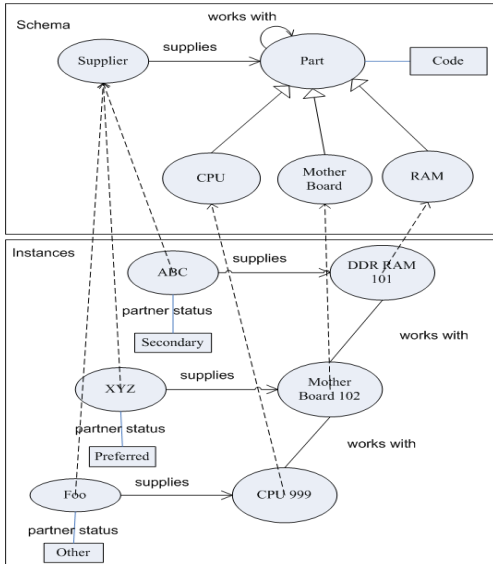 Schema
works with
Supplier
supplies
Part
Code
CPU
Mother
Board
RAM
Instances
ABC
supplies
DDR RAM
101
partner status
Secondary
works with
XYZ
supplies
Mother
Board 102
partner status
Preferred
works with
Foo
supplies
CPU 999
partner status
Other